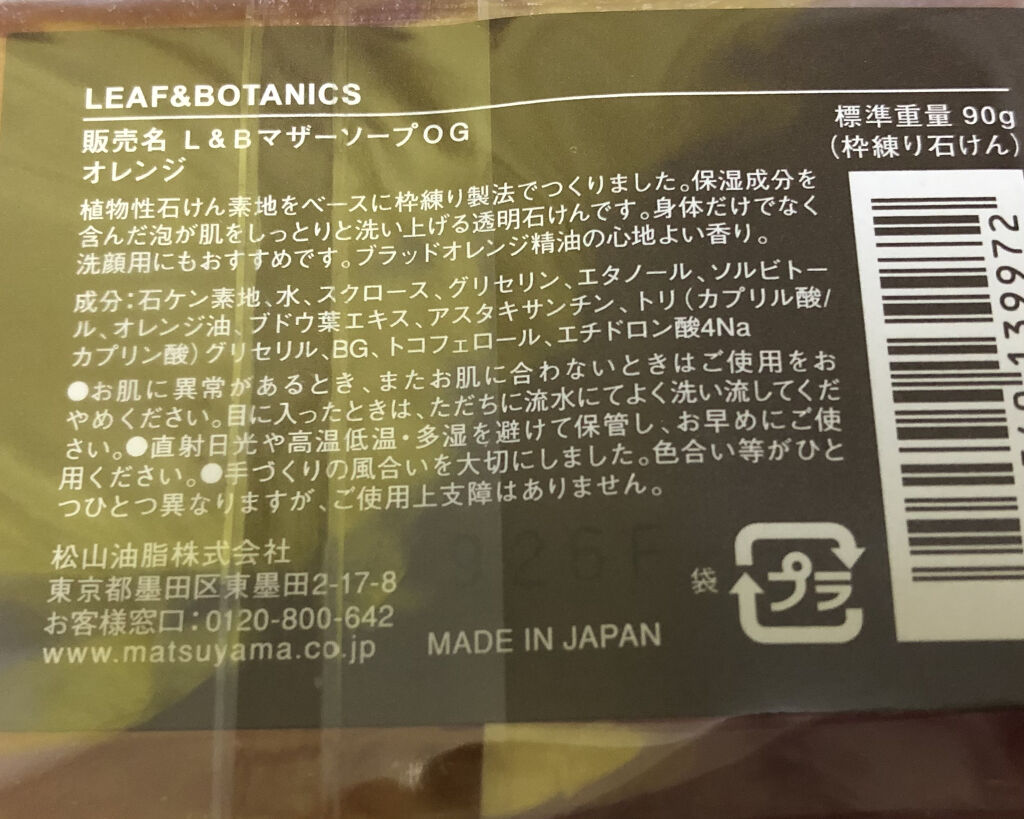 LEAF&BOTANICS
販売名 L&BマザーソープOG
オレンジ
標準重量 90g
(枠練り石けん)
植物性石けん素地をベースに枠練り製法でつくりました。保湿成分を
含んだ泡が肌をしっとりと洗い上げる透明石けんです。身体だけでなく
洗顔用にもおすすめです。ブラッドオレンジ精油の心地よい香り。
成分:石ケン素地、水、スクロース、グリセリン、エタノール、ソルビトー
ル、オレンジ油、ブドウ葉エキス、アスタキサンチン、トリ(カプリル酸/
カプリン酸)グリセリル、BG、トコフェロール、エチドロン酸4Na
●お肌に異常があるとき、またお肌に合わないときはご使用をお
やめください。目に入ったときは、ただちに流水にてよく洗い流してくだ
さい。●直射日光や高温低温・多湿を避けて保管し、お早めにご使
用ください。●手づくりの風合いを大切にしました。色合い等がひと
つひとつ異なりますが、ご使用上支障はありません。
松山油脂株式会社
東京都墨田区東墨田2-17-8
お客様窓口:0120-800-642
www.matsuyama.co.jp
MADE IN JAPAN
袋
プラ
139972